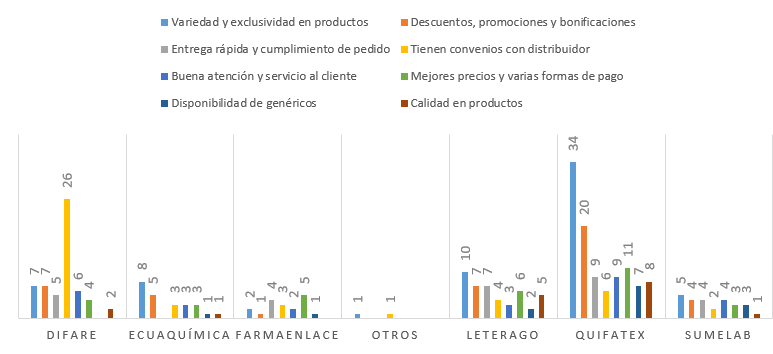 Variedad y exclusividad en productos
Descuentos, promociones y bonificaciones
Entrega rápida y cumplimiento de pedido
Tienen convenios con distribuidor
Buena atención y servicio al cliente
Mejores precios y varias formas de pago
Disponibilidad de genéricos
Calidad en productos
7 7 5 26 6 4 2
8 5 3 3 3 1 1
2 1 4 3 2 5 1
1 1
10 7 7 4 3 6 2 5
34 20 9 6 9 11 7 8
5 4 4 2 4 3 3 1
DIFARE ECUAQUÍMICA FARMAENLACE OTROS LETERAGO QUIFATEX SUMELAB